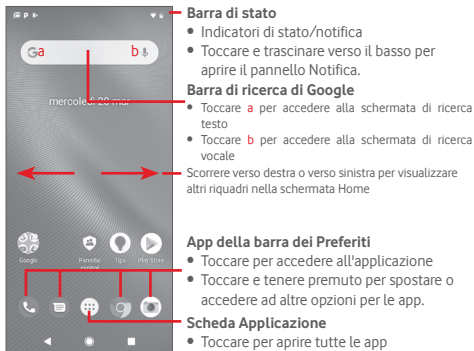 Barra di stato
• Indicatori di stato/notifica
• Toccare e trascinare verso il basso per
aprire il pannello Notifica.
Barra di ricerca di Google
• Toccare a per accedere alla schermata di ricerca
testo
• Toccare b per accedere alla schermata di ricerca
vocale
Scorrere verso destra o verso sinistra per visualizzare
altri riquadri nella schermata Home
App della barra dei Preferiti
• Toccare per accedere all'applicazione
• Toccare e tenere premuto per spostare o
accedere ad altre opzioni per le app.
Scheda Applicazione
• Toccare per aprire tutte le app
G a b
mercoledì 20 mar
Google
Parental
control
Tips
Play Store